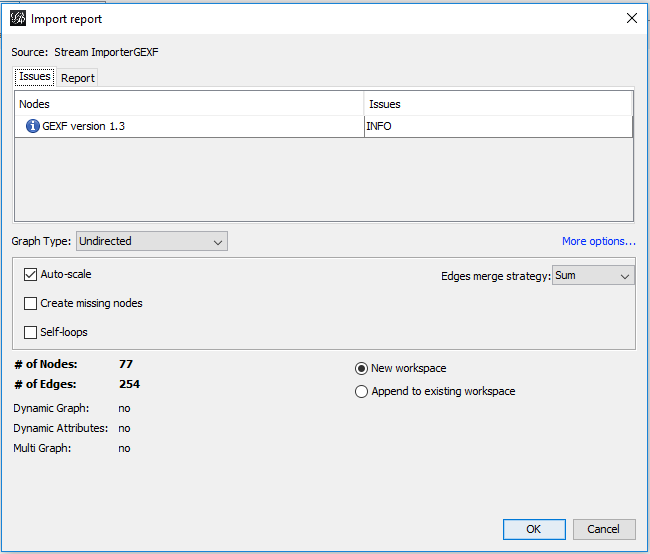 Import report
Source: Stream ImporterGEXF
Issues Report
Nodes Issues
GEXF version 1.3 INFO
Graph Type: Undirected More options...
Auto-scale Edges merge strategy: Sum
Create missing nodes
Self-loops
# of Nodes: 77 New workspace
# of Edges: 254 Append to existing workspace
Dynamic Graph: no
Dynamic Attributes: no
Multi Graph: no
OK Cancel